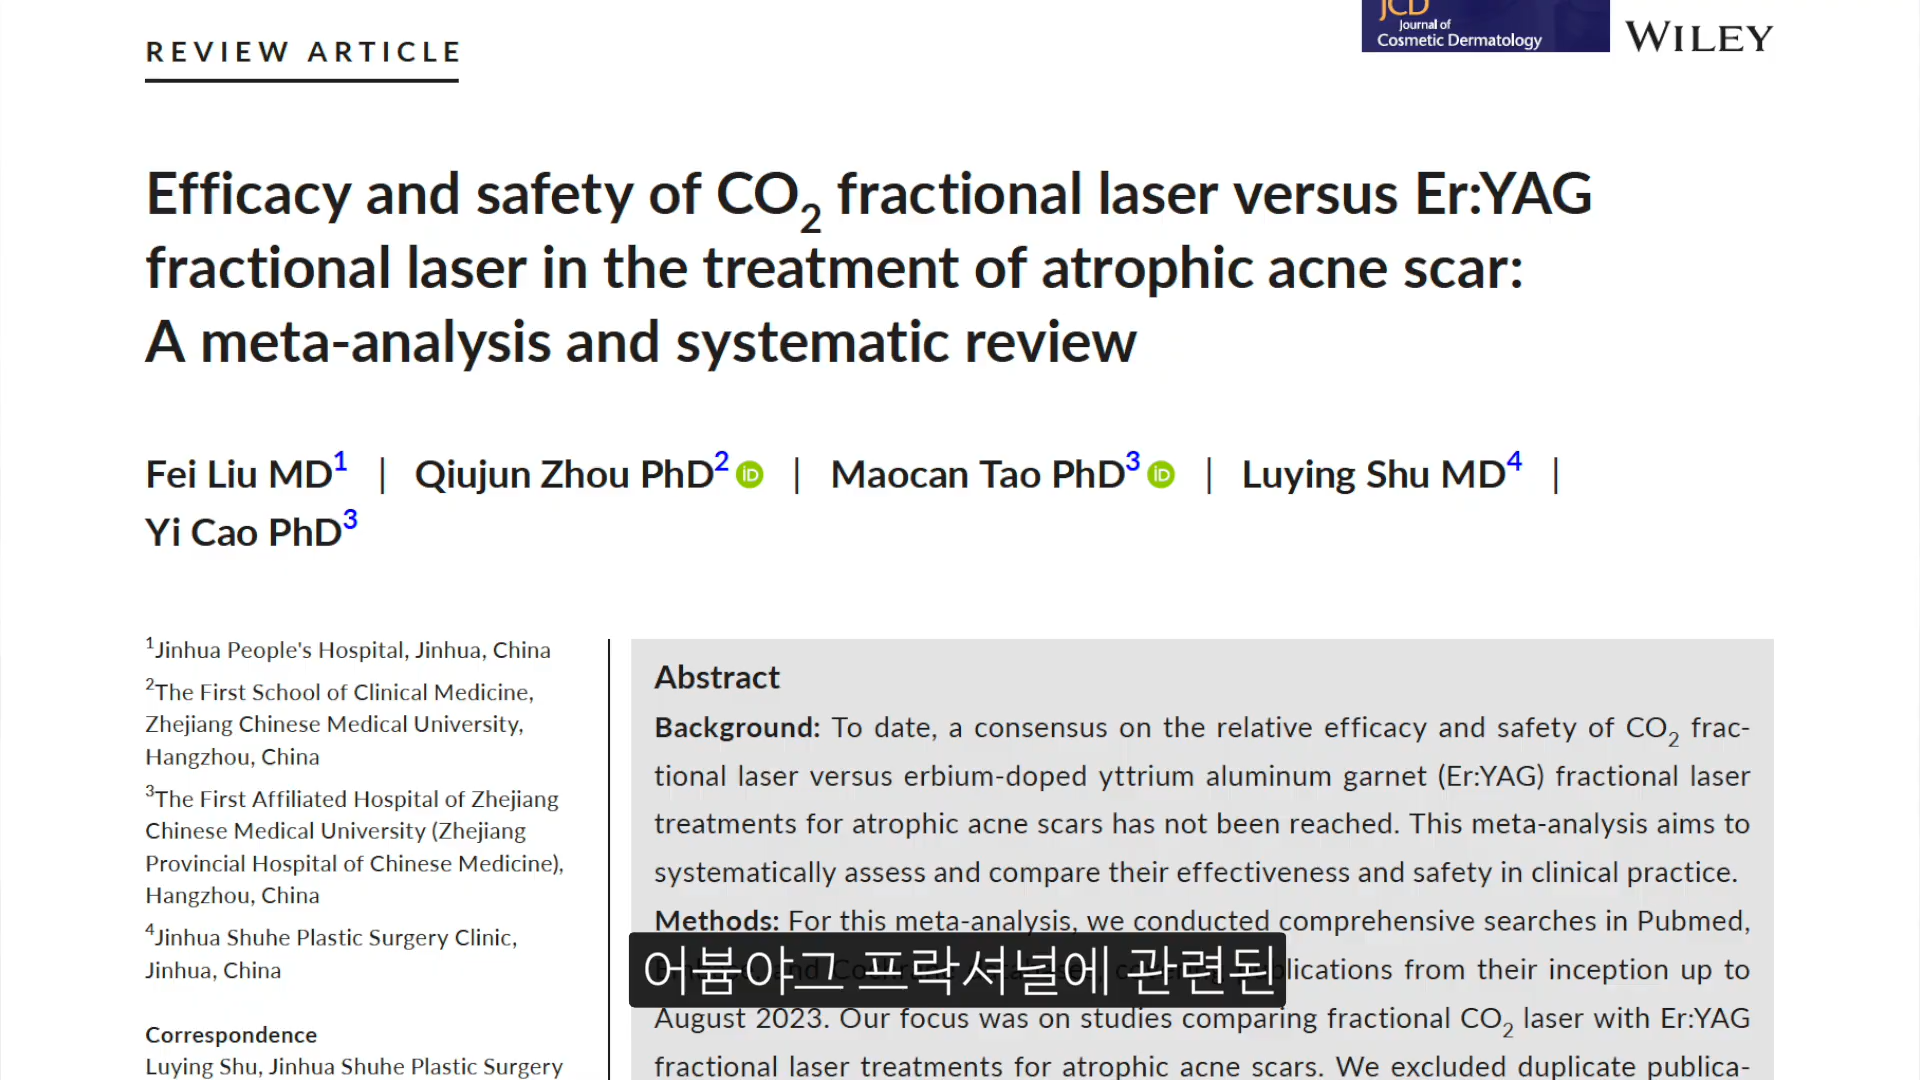 REVIEW ARTICLE
JCD
Journal of
Cosmetic Dermatology
WILEY
Efficacy and safety of CO2 fractional laser versus Er:YAG
fractional laser in the treatment of atrophic acne scar:
A meta-analysis and systematic review
Fei Liu MD1 | Qiujun Zhou PhD2 iD | Maocan Tao PhD3 iD | Luying Shu MD4 |
Yi Cao PhD3
1Jinhua People's Hospital, Jinhua, China
2The First School of Clinical Medicine,
Zhejiang Chinese Medical University,
Hangzhou, China
3The First Affiliated Hospital of Zhejiang
Chinese Medical University (Zhejiang
Provincial Hospital of Chinese Medicine),
Hangzhou, China
4Jinhua Shuhe Plastic Surgery Clinic,
Jinhua, China
Correspondence
Luying Shu, Jinhua Shuhe Plastic Surgery
Abstract
Background: To date, a consensus on the relative efficacy and safety of CO2 frac-
tional laser versus erbium-doped yttrium aluminum garnet (Er:YAG) fractional laser
treatments for atrophic acne scars has not been reached. This meta-analysis aims to
systematically assess and compare their effectiveness and safety in clinical practice.
Methods: For this meta-analysis, we conducted comprehensive searches in Pubmed,
and publications from their inception up to
August 2023. Our focus was on studies comparing fractional CO2 laser with Er:YAG
fractional laser treatments for atrophic acne scars. We excluded duplicate publica-
어븀야그 프락셔널에 관련된